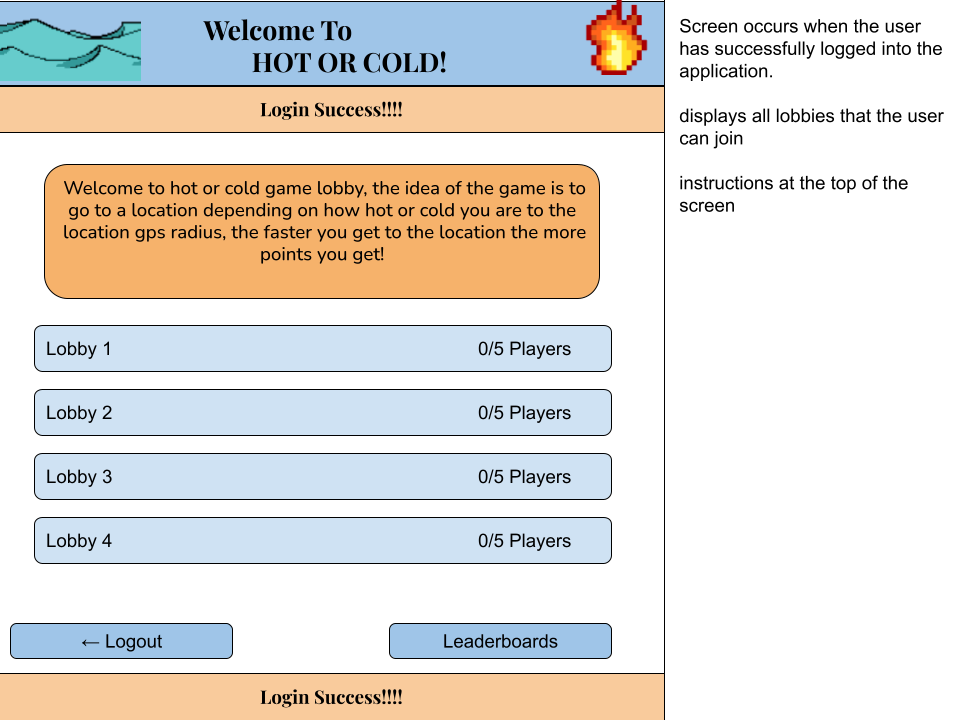 Welcome To
HOT OR COLD!
Login Success!!!!
Welcome to hot or cold game lobby, the idea of the game is to
go to a location depending on how hot or cold you are to the
location gps radius, the faster you get to the location the more
points you get!
Lobby 1 0/5 Players
Lobby 2 0/5 Players
Lobby 3 0/5 Players
Lobby 4 0/5 Players
← Logout
Leaderboards
Login Success!!!!
Screen occurs when the user
has successfully logged into the
application.
displays all lobbies that the user
can join
instructions at the top of the
screen